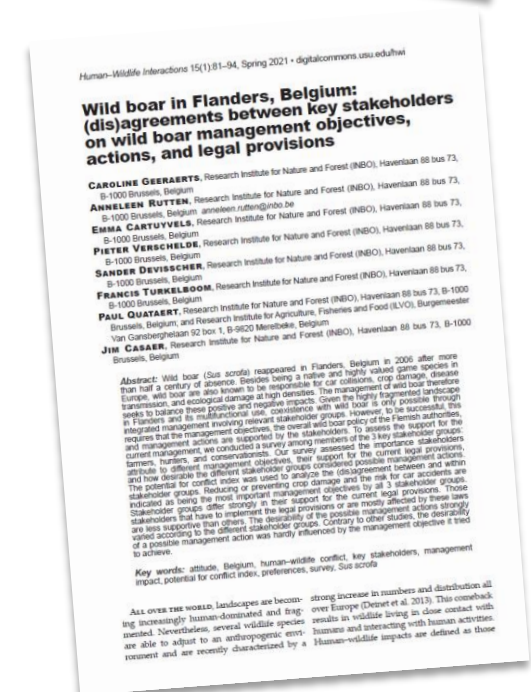 Human–Wildlife Interactions 15(1):81–94, Spring 2021 • digitalcommons.usu.edu/hwi
Wild boar in Flanders, Belgium:
(dis)agreements between key stakeholders
on wild boar management objectives,
actions, and legal provisions
CAROLINE GEERAERTS, Research Institute for Nature and Forest (INBO), Havenlaan 88 bus 73,
B-1000 Brussels, Belgium
ANNELEEN RUTTEN, Research Institute for Nature and Forest (INBO), Havenlaan 88 bus 73,
B-1000 Brussels, Belgium anneleen.rutten@inbo.be
EMMA CARTUYVELS, Research Institute for Nature and Forest (INBO), Havenlaan 88 bus 73,
B-1000 Brussels, Belgium
PIETER VERSCHELDE, Research Institute for Nature and Forest (INBO), Havenlaan 88 bus 73,
B-1000 Brussels, Belgium
SANDER DEVISSCHER, Research Institute for Nature and Forest (INBO), Havenlaan 88 bus 73,
B-1000 Brussels, Belgium
FRANCIS TURKELBOOM, Research Institute for Nature and Forest (INBO), Havenlaan 88 bus 73,
B-1000 Brussels, Belgium
PAUL QUATAERT, Research Institute for Nature and Forest (INBO), Havenlaan 88 bus 73, B-1000
Brussels, Belgium; and Research Institute for Agriculture, Fisheries and Food (ILVO), Burgemeester
Van Gansberghelaan 92 box 1, B-9820 Merelbeke, Belgium
JIM CASAER, Research Institute for Nature and Forest (INBO), Havenlaan 88 bus 73, B-1000
Brussels, Belgium
Abstract: Wild boar (Sus scrofa) reappeared in Flanders, Belgium in 2006 after more
than half a century of absence. Besides being a native and highly valued game species in
Europe, wild boar are also known to be responsible for car collisions, crop damage, disease
transmission, and ecological damage at high densities. The management of wild boar therefore
seeks to balance these positive and negative impacts. Given the highly fragmented landscape
in Flanders and its multifunctional use, coexistence with wild boar is only possible through
integrated management involving relevant stakeholder groups. However, to be successful, this
requires that the management objectives, the overall wild boar policy of the Flemish authorities,
and management actions are supported by the stakeholders. To assess the support for the
current management, we conducted a survey among members of the 3 key stakeholder groups:
farmers, hunters, and conservationists. Our survey assessed the importance stakeholders
attribute to different management objectives, their support for the current legal provisions,
and how desirable the different stakeholder groups considered possible management actions.
The potential for conflict index was used to analyze the (dis)agreement between and within
stakeholder groups. Reducing or preventing crop damage and the risk for car accidents are
indicated as being the most important management objectives by all 3 stakeholder groups.
Stakeholder groups differ strongly in their support for the current legal provisions. Those
stakeholders that have to implement the legal provisions or are mostly affected by these laws
are less supportive than others. The desirability of the possible management actions strongly
varied according to the different stakeholder groups. Contrary to other studies, the desirability
of a possible management action was hardly influenced by the management objective it tried
to achieve.
Key words: attitude, Belgium, human–wildlife conflict, key stakeholders, management
impact, potential for conflict index, preferences, survey, Sus scrofa
ALL OVER THE WORLD, landscapes are becom-
ing increasingly human-dominated and frag-
mented. Nevertheless, several wildlife species
are able to adjust to an anthropogenic envi-
ronment and are recently characterized by a
strong increase in numbers and distribution all
over Europe (Deinet et al. 2013). This comeback
results in wildlife living in close contact with
humans and interacting with human activities.
Human–wildlife impacts are defined as those